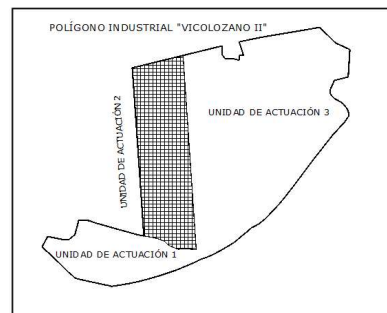 POLÍGONO INDUSTRIAL "VICOLOZANO II"
UNIDAD DE ACTUACIÓN 2
UNIDAD DE ACTUACIÓN 3
UNIDAD DE ACTUACIÓN 1